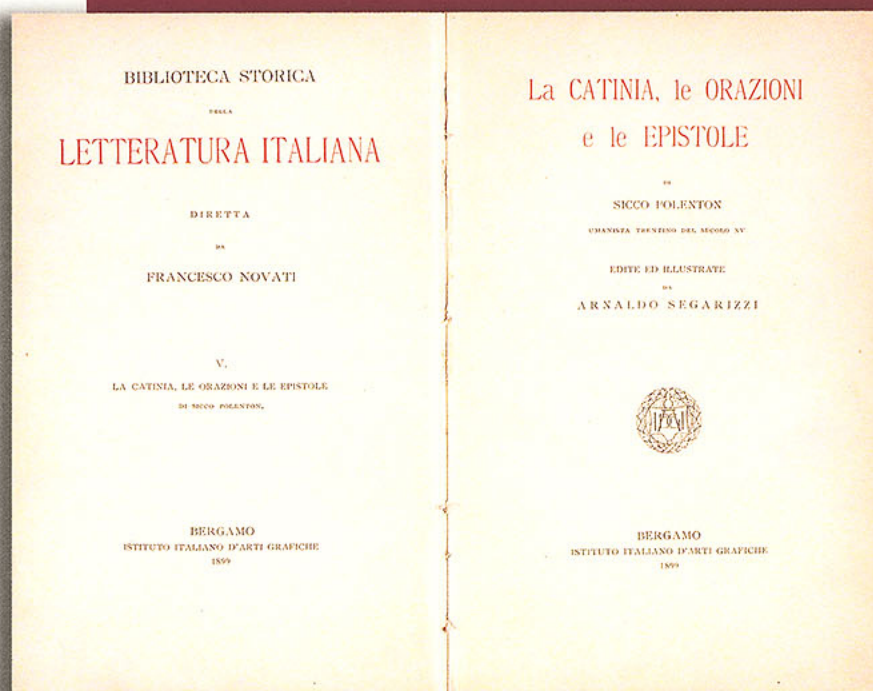 BIBLIOTECA STORICA
DELLA
LETTERATURA ITALIANA
DIRETTA
DA
FRANCESCO NOVATI
V.
LA CATINIA, LE ORAZIONI E LE EPISTOLE
DI SICCO POLENTON.
BERGAMO
ISTITUTO ITALIANO D'ARTI GRAFICHE
1899
La CATINIA, le ORAZIONI
e le EPISTOLE
DI
SICCO POLENTON
UMANISTA TRENTINO DEL SECOLO XV
EDITE ED ILLUSTRATE
DA
ARNALDO SEGARIZZI
BERGAMO
ISTITUTO ITALIANO D'ARTI GRAFICHE
1899